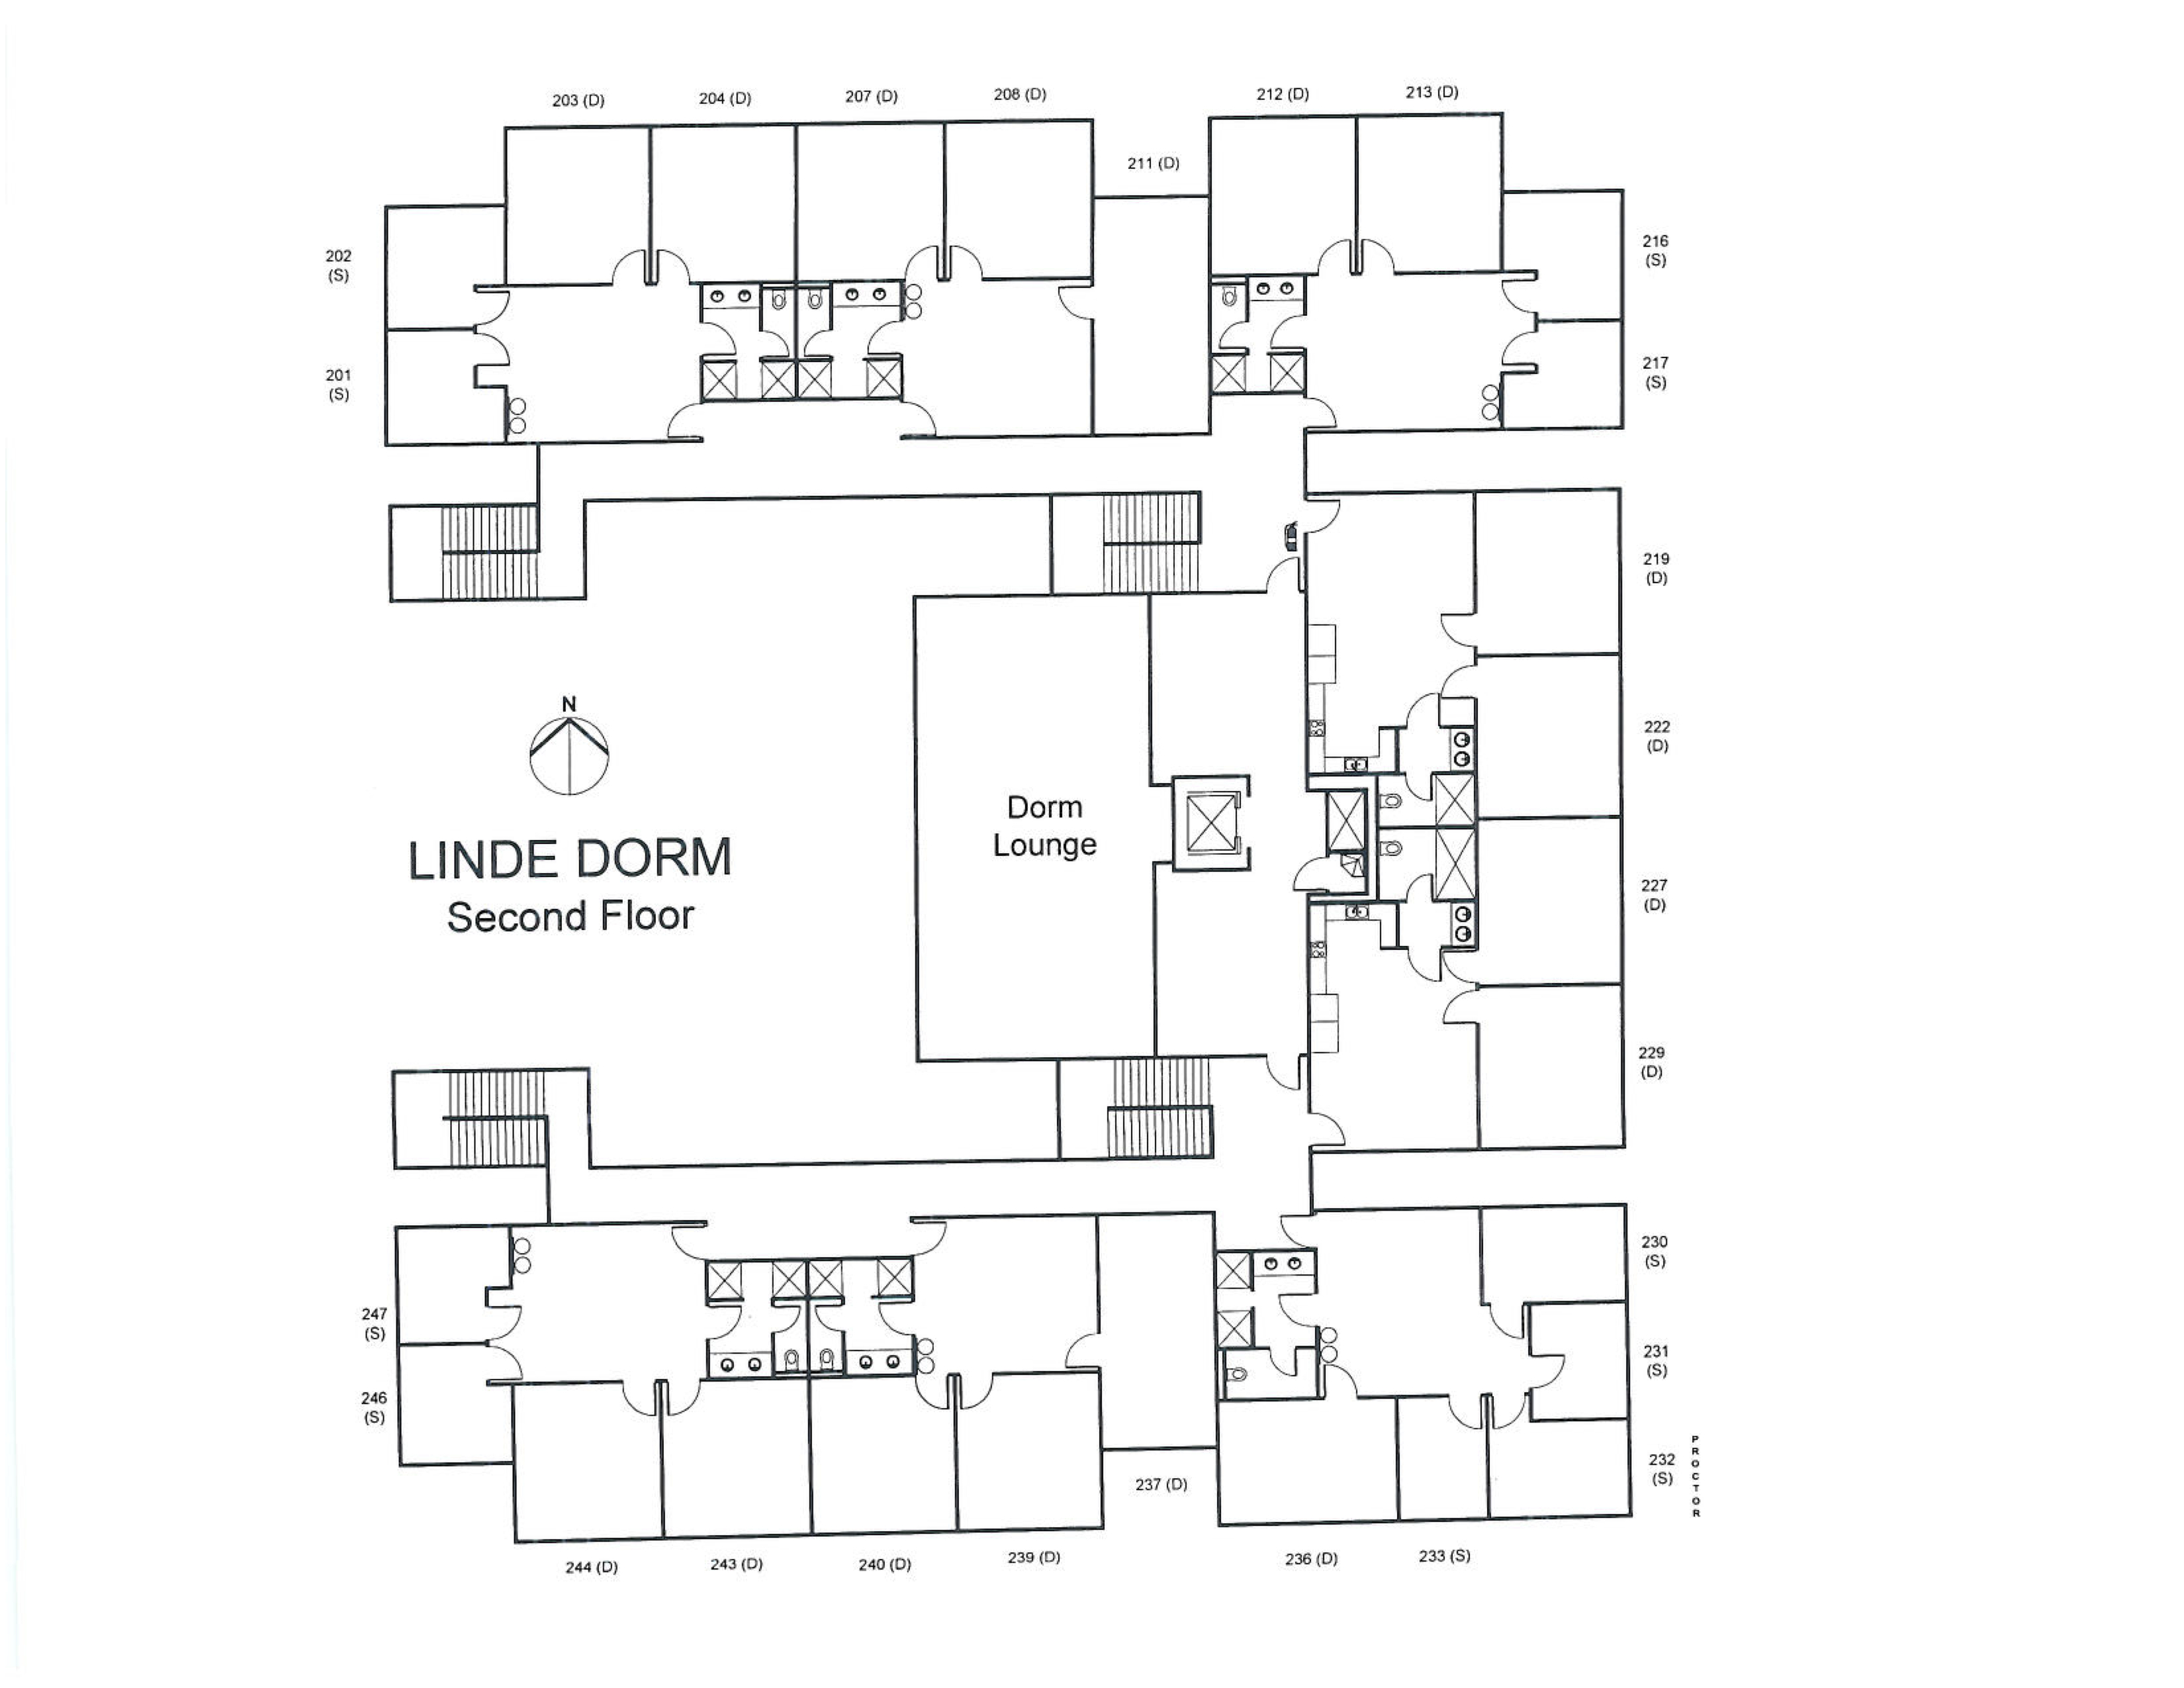 203 (D)
204 (D)
207 (D)
208 (D)
212 (D)
213 (D)
211 (D)
202
(S)
216
(S)
201
(S)
217
(S)
219
(D)
N
222
(D)
Dorm
Lounge
LINDE DORM
Second Floor
227
(D)
229
(D)
230
(S)
247
(S)
231
(S)
246
(S)
232
(S)
PROCTOR
237 (D)
244 (D)
243 (D)
240 (D)
239 (D)
236 (D)
233 (S)